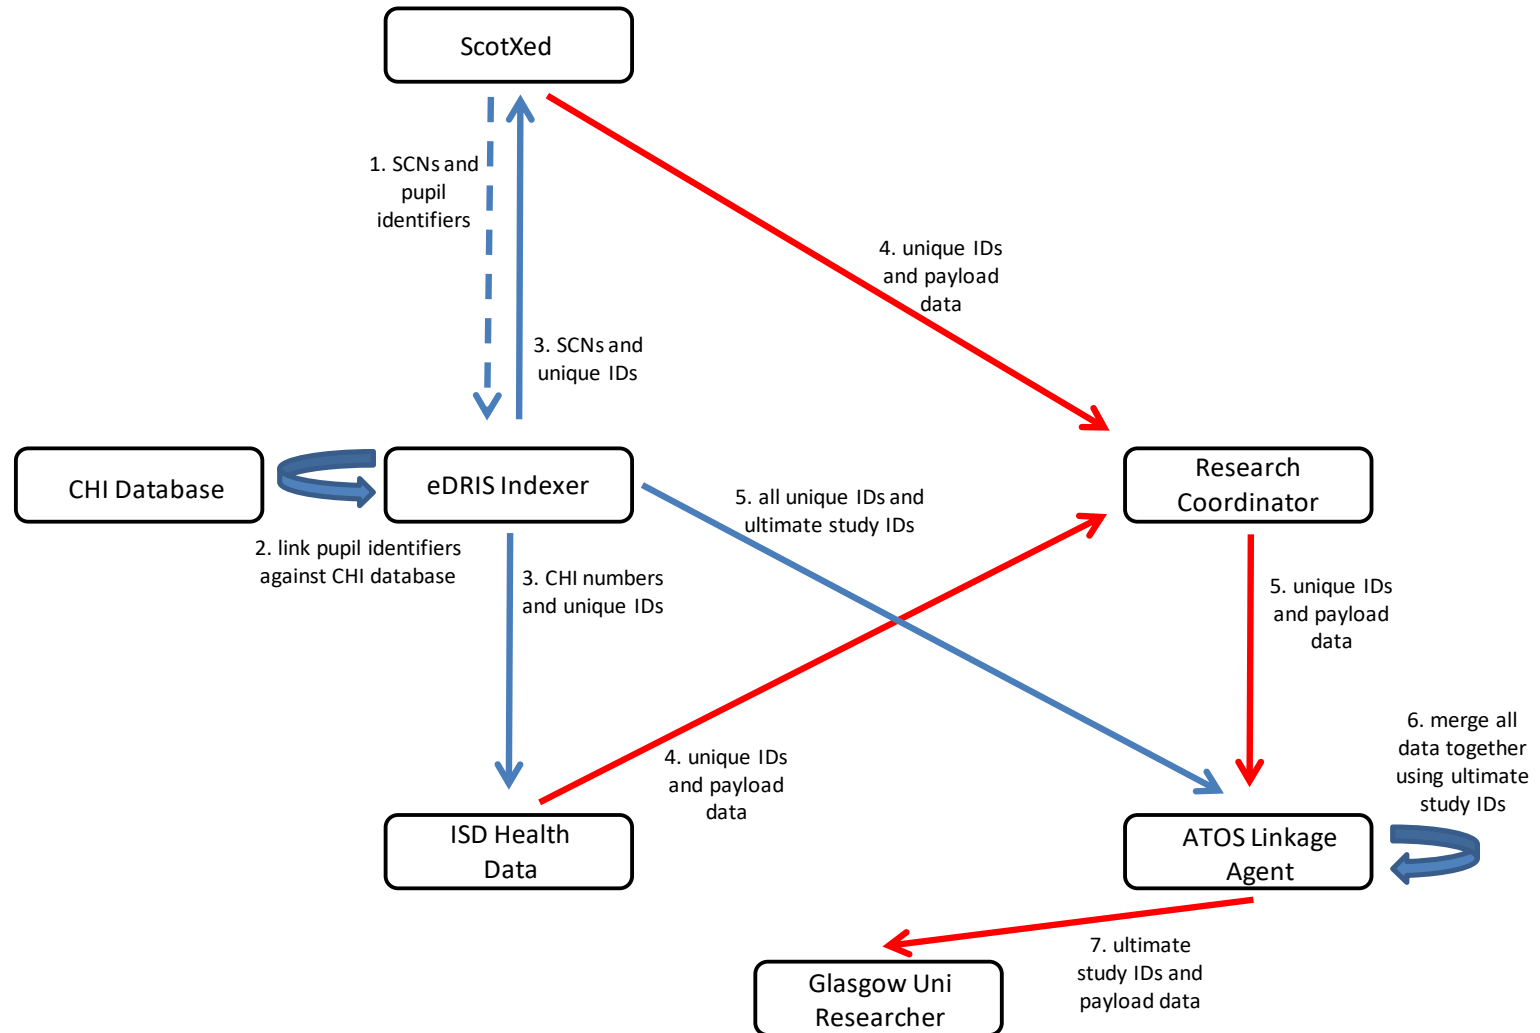 ScotXed
1. SCNs and
pupil
identifiers
4. unique IDs
and payload
data
3. SCNs and
unique IDs
CHI Database
eDRIS Indexer
Research
Coordinator
5. all unique IDs and
ultimate study IDs
2. link pupil identifiers
against CHI database
3. CHI numbers
and unique IDs
5. unique IDs
and payload
data
4. unique IDs
and payload
data
6. merge all
data together
using ultimate
study IDs
ISD Health
Data
ATOS Linkage
Agent
7. ultimate
study IDs and
payload data
Glasgow Uni
Researcher